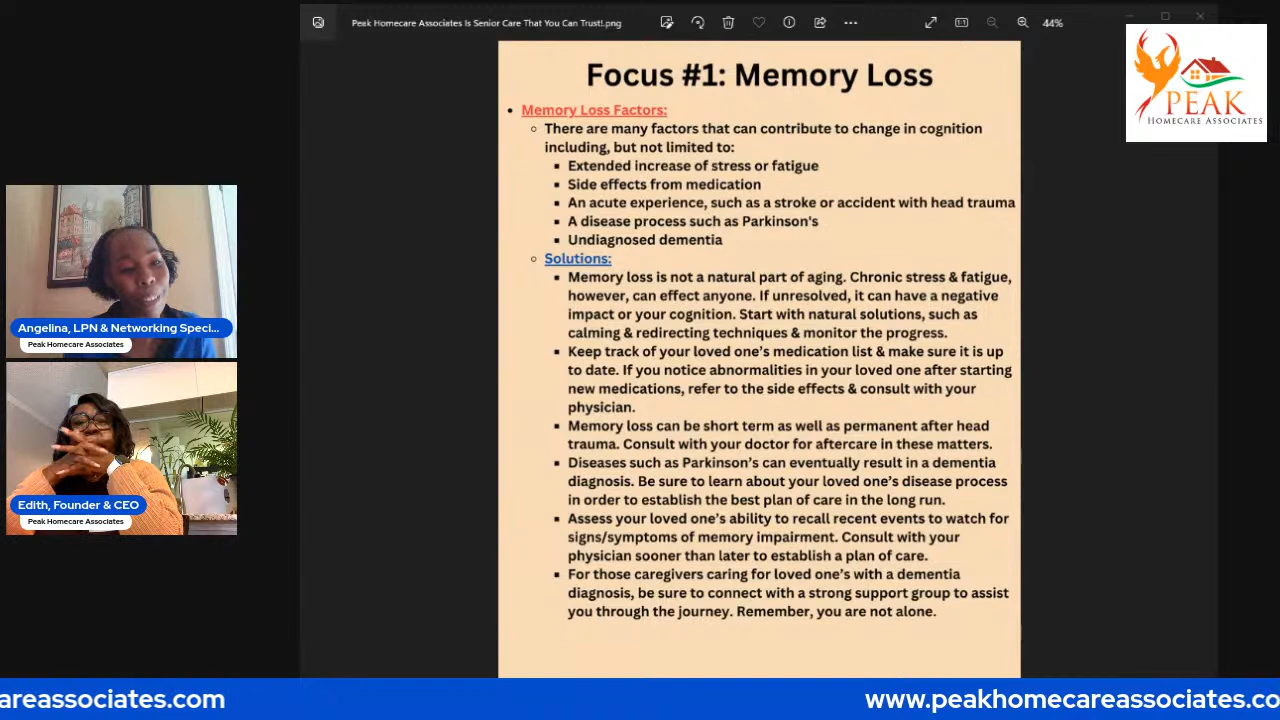 Peak Homecare Associates Is Senior Care That You Can Trust!.png
44%
PEAK
HOMECARE ASSOCIATES
Focus #1: Memory Loss
Memory Loss Factors:
There are many factors that can contribute to change in cognition
including, but not limited to:
Extended increase of stress or fatigue
Side effects from medication
An acute experience, such as a stroke or accident with head trauma
A disease process such as Parkinson's
Undiagnosed dementia
Solutions:
Memory loss is not a natural part of aging. Chronic stress & fatigue,
however, can effect anyone. If unresolved, it can have a negative
impact or your cognition. Start with natural solutions, such as
calming & redirecting techniques & monitor the progress.
Keep track of your loved one’s medication list & make sure it is up
to date. If you notice abnormalities in your loved one after starting
new medications, refer to the side effects & consult with your
physician.
Memory loss can be short term as well as permanent after head
trauma. Consult with your doctor for aftercare in these matters.
Diseases such as Parkinson’s can eventually result in a dementia
diagnosis. Be sure to learn about your loved one’s disease process
in order to establish the best plan of care in the long run.
Assess your loved one’s ability to recall recent events to watch for
signs/symptoms of memory impairment. Consult with your
physician sooner than later to establish a plan of care.
For those caregivers caring for loved one’s with a dementia
diagnosis, be sure to connect with a strong support group to assist
you through the journey. Remember, you are not alone.
Angelina, LPN & Networking Speci...
Peak Homecare Associates
Edith, Founder & CEO
Peak Homecare Associates
areassociates.com
www.peakhomecareassociates.co